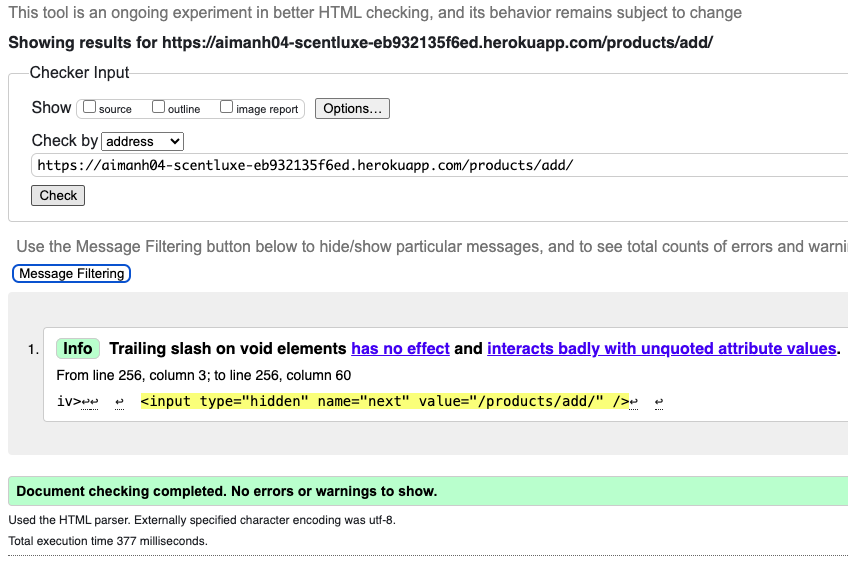 This tool is an ongoing experiment in better HTML checking, and its behavior remains subject to change
Showing results for https://aimanh04-scentluxe-eb932135f6ed.herokuapp.com/products/add/
Checker Input
Show source outline image report Options...
Check by address
https://aimanh04-scentluxe-eb932135f6ed.herokuapp.com/products/add/
Check
Use the Message Filtering button below to hide/show particular messages, and to see total counts of errors and warni
Message Filtering
1. Info Trailing slash on void elements has no effect and interacts badly with unquoted attribute values.
From line 256, column 3; to line 256, column 60
iv>↩↩ ↩ <input type="hidden" name="next" value="/products/add/" />↩ ↩
Document checking completed. No errors or warnings to show.
Used the HTML parser. Externally specified character encoding was utf-8.
Total execution time 377 milliseconds.